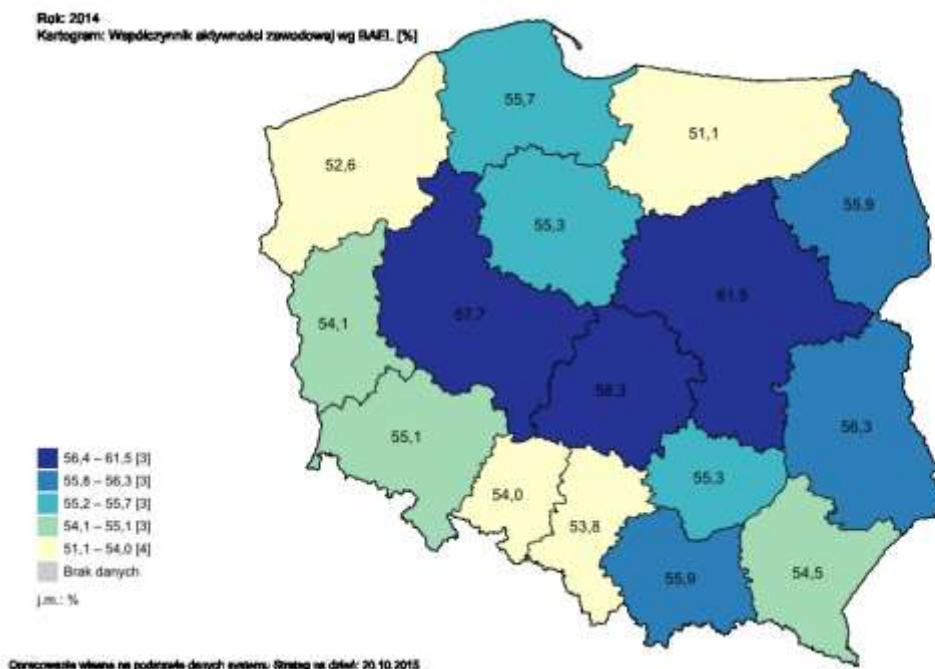 Rok: 2014
Kartogram: Współczynnik aktywności zawodowej wg BAEL [%]
55,7
51,1
52,6
55,9
55,3
61,5
57,7
54,1
58,3
56,3
55,1
55,3
54,0
53,8
55,9
54,5
56,4 – 61,5 [3]
55,8 – 56,3 [3]
55,2 – 55,7 [3]
54,1 – 55,1 [3]
51,1 – 54,0 [4]
Brak danych
j.m.: %
Opracowanie własne na podstawie danych systemu Strateg na dzień: 20.10.2015